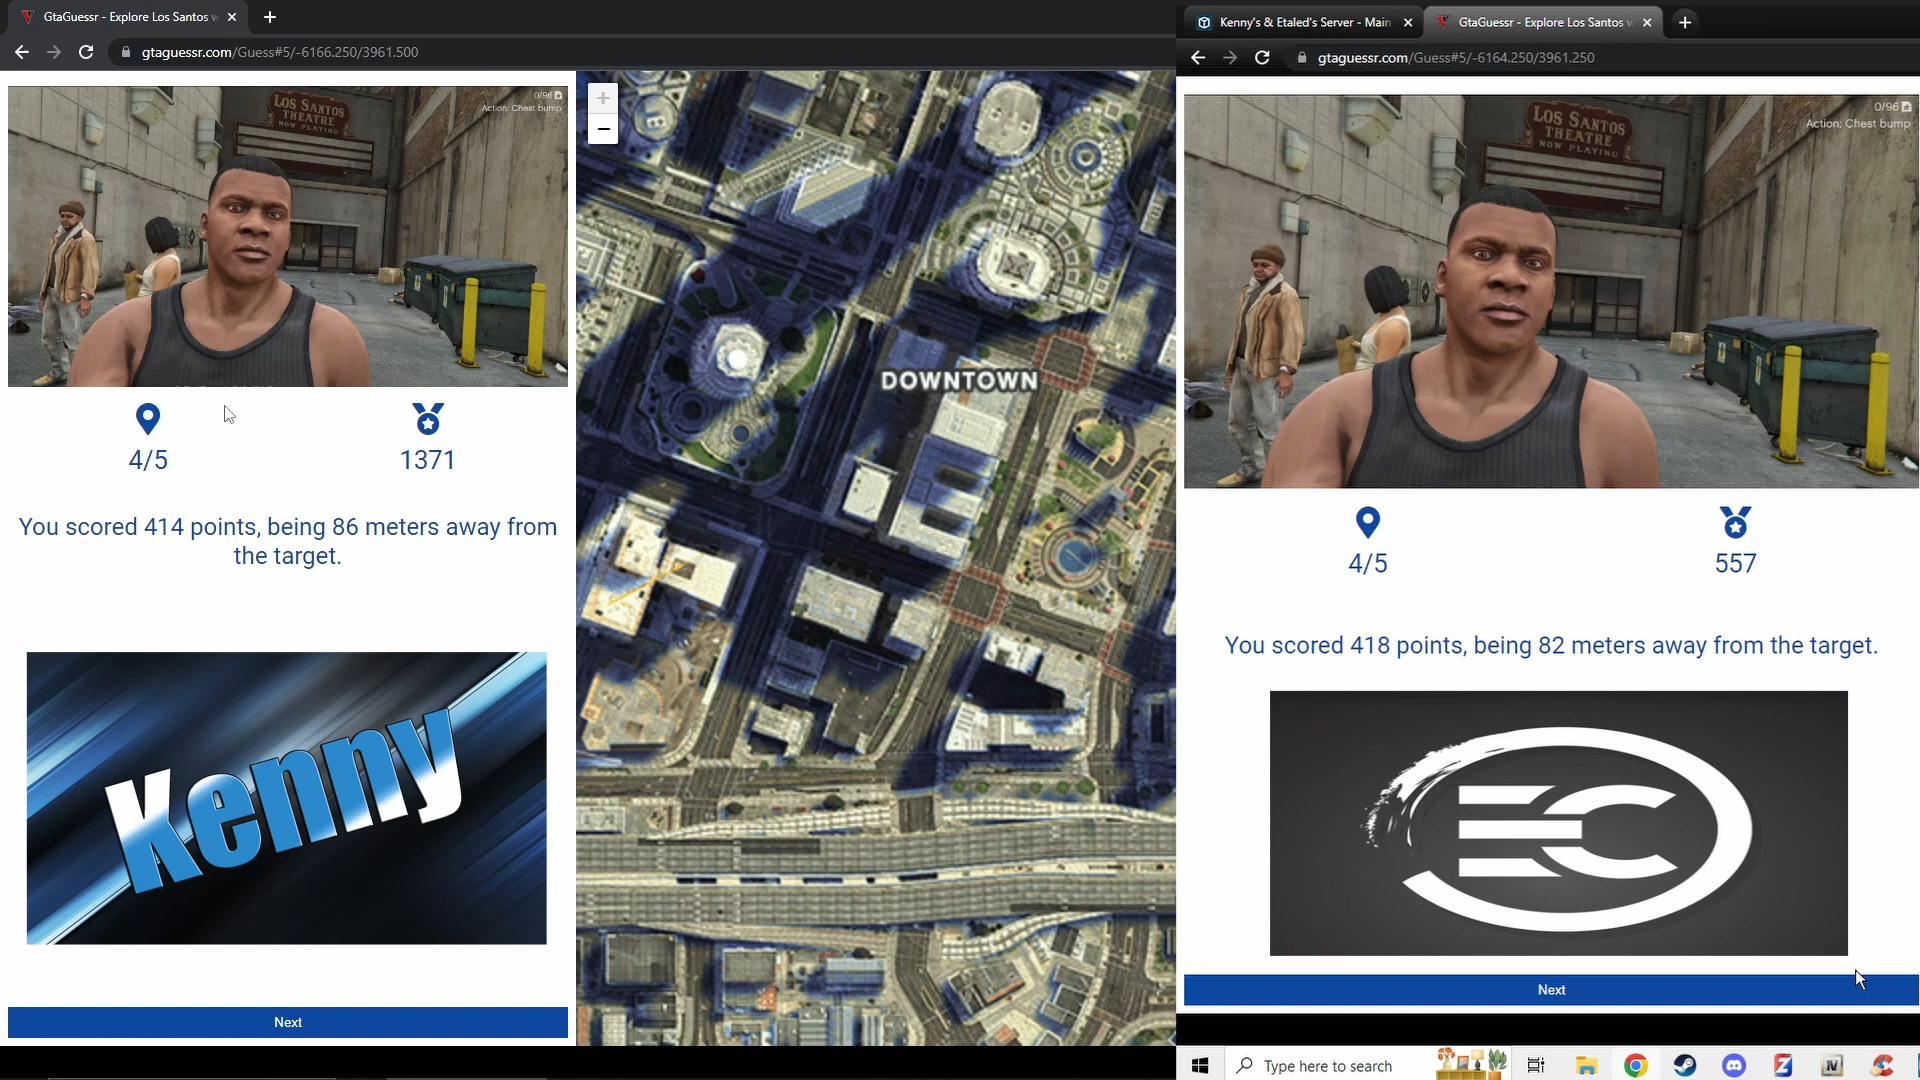 GtaGuessr - Explore Los Santos w
gtaguessr.com/Guess#5/-6166.250/3961.500
LOS SANTOS
THEATRE
NOW PLAYING
0/96
Action: Chest bump
4/5
1371
You scored 414 points, being 86 meters away from
the target.
Kenny
Next
+
−
DOWNTOWN
Kenny's & Etaled's Server - Main
GtaGuessr - Explore Los Santos w
gtaguessr.com/Guess#5/-6164.250/3961.250
LOS SANTOS
THEATRE
NOW PLAYING
0/96
Action: Chest bump
4/5
557
You scored 418 points, being 82 meters away from the target.
EC
Next
Type here to search